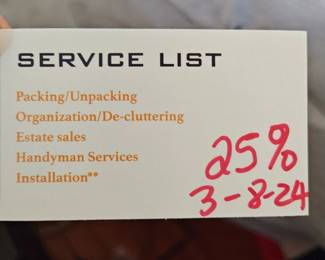 SERVICE LIST
Packing/Unpacking
Organization/De-cluttering
Estate sales
Handyman Services
Installation**
25%
3-8-24